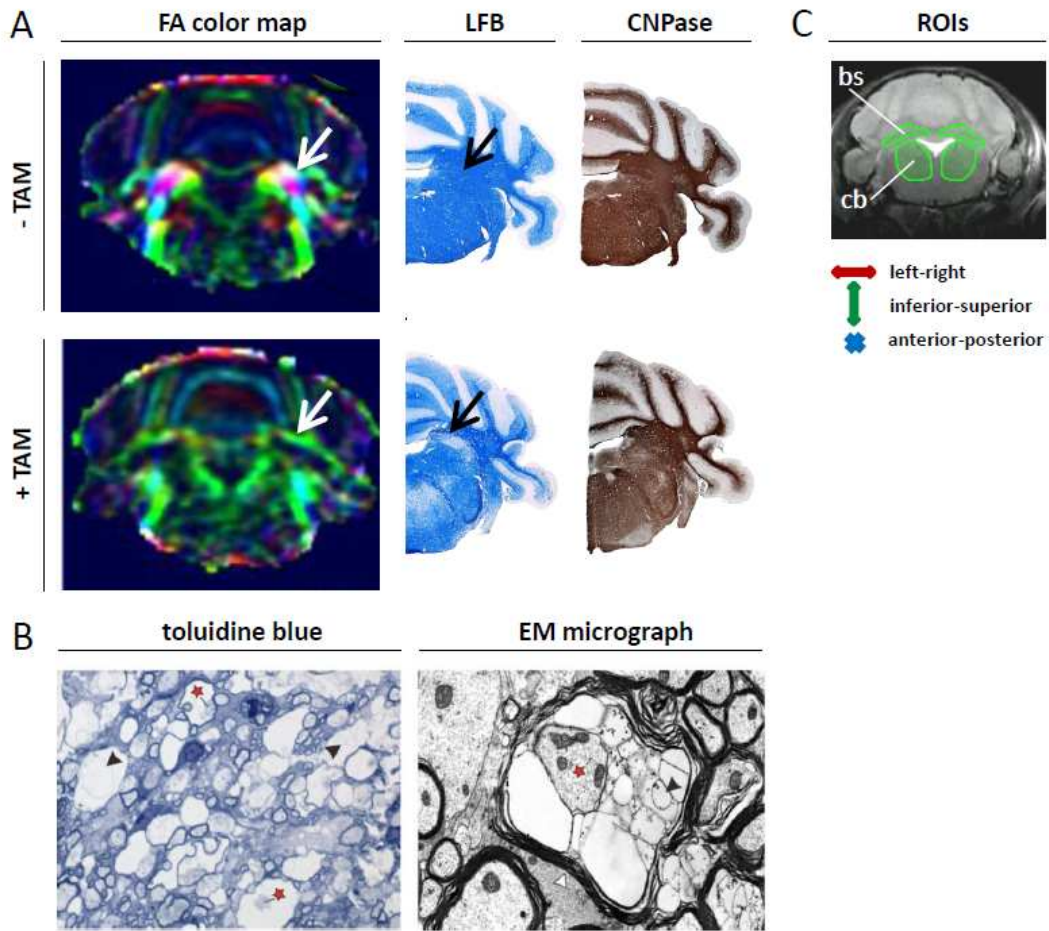 A
FA color map
LFB
CNPase
C
ROIs
- TAM
bs
cb
left-right
inferior-superior
anterior-posterior
+ TAM
B
toluidine blue
EM micrograph